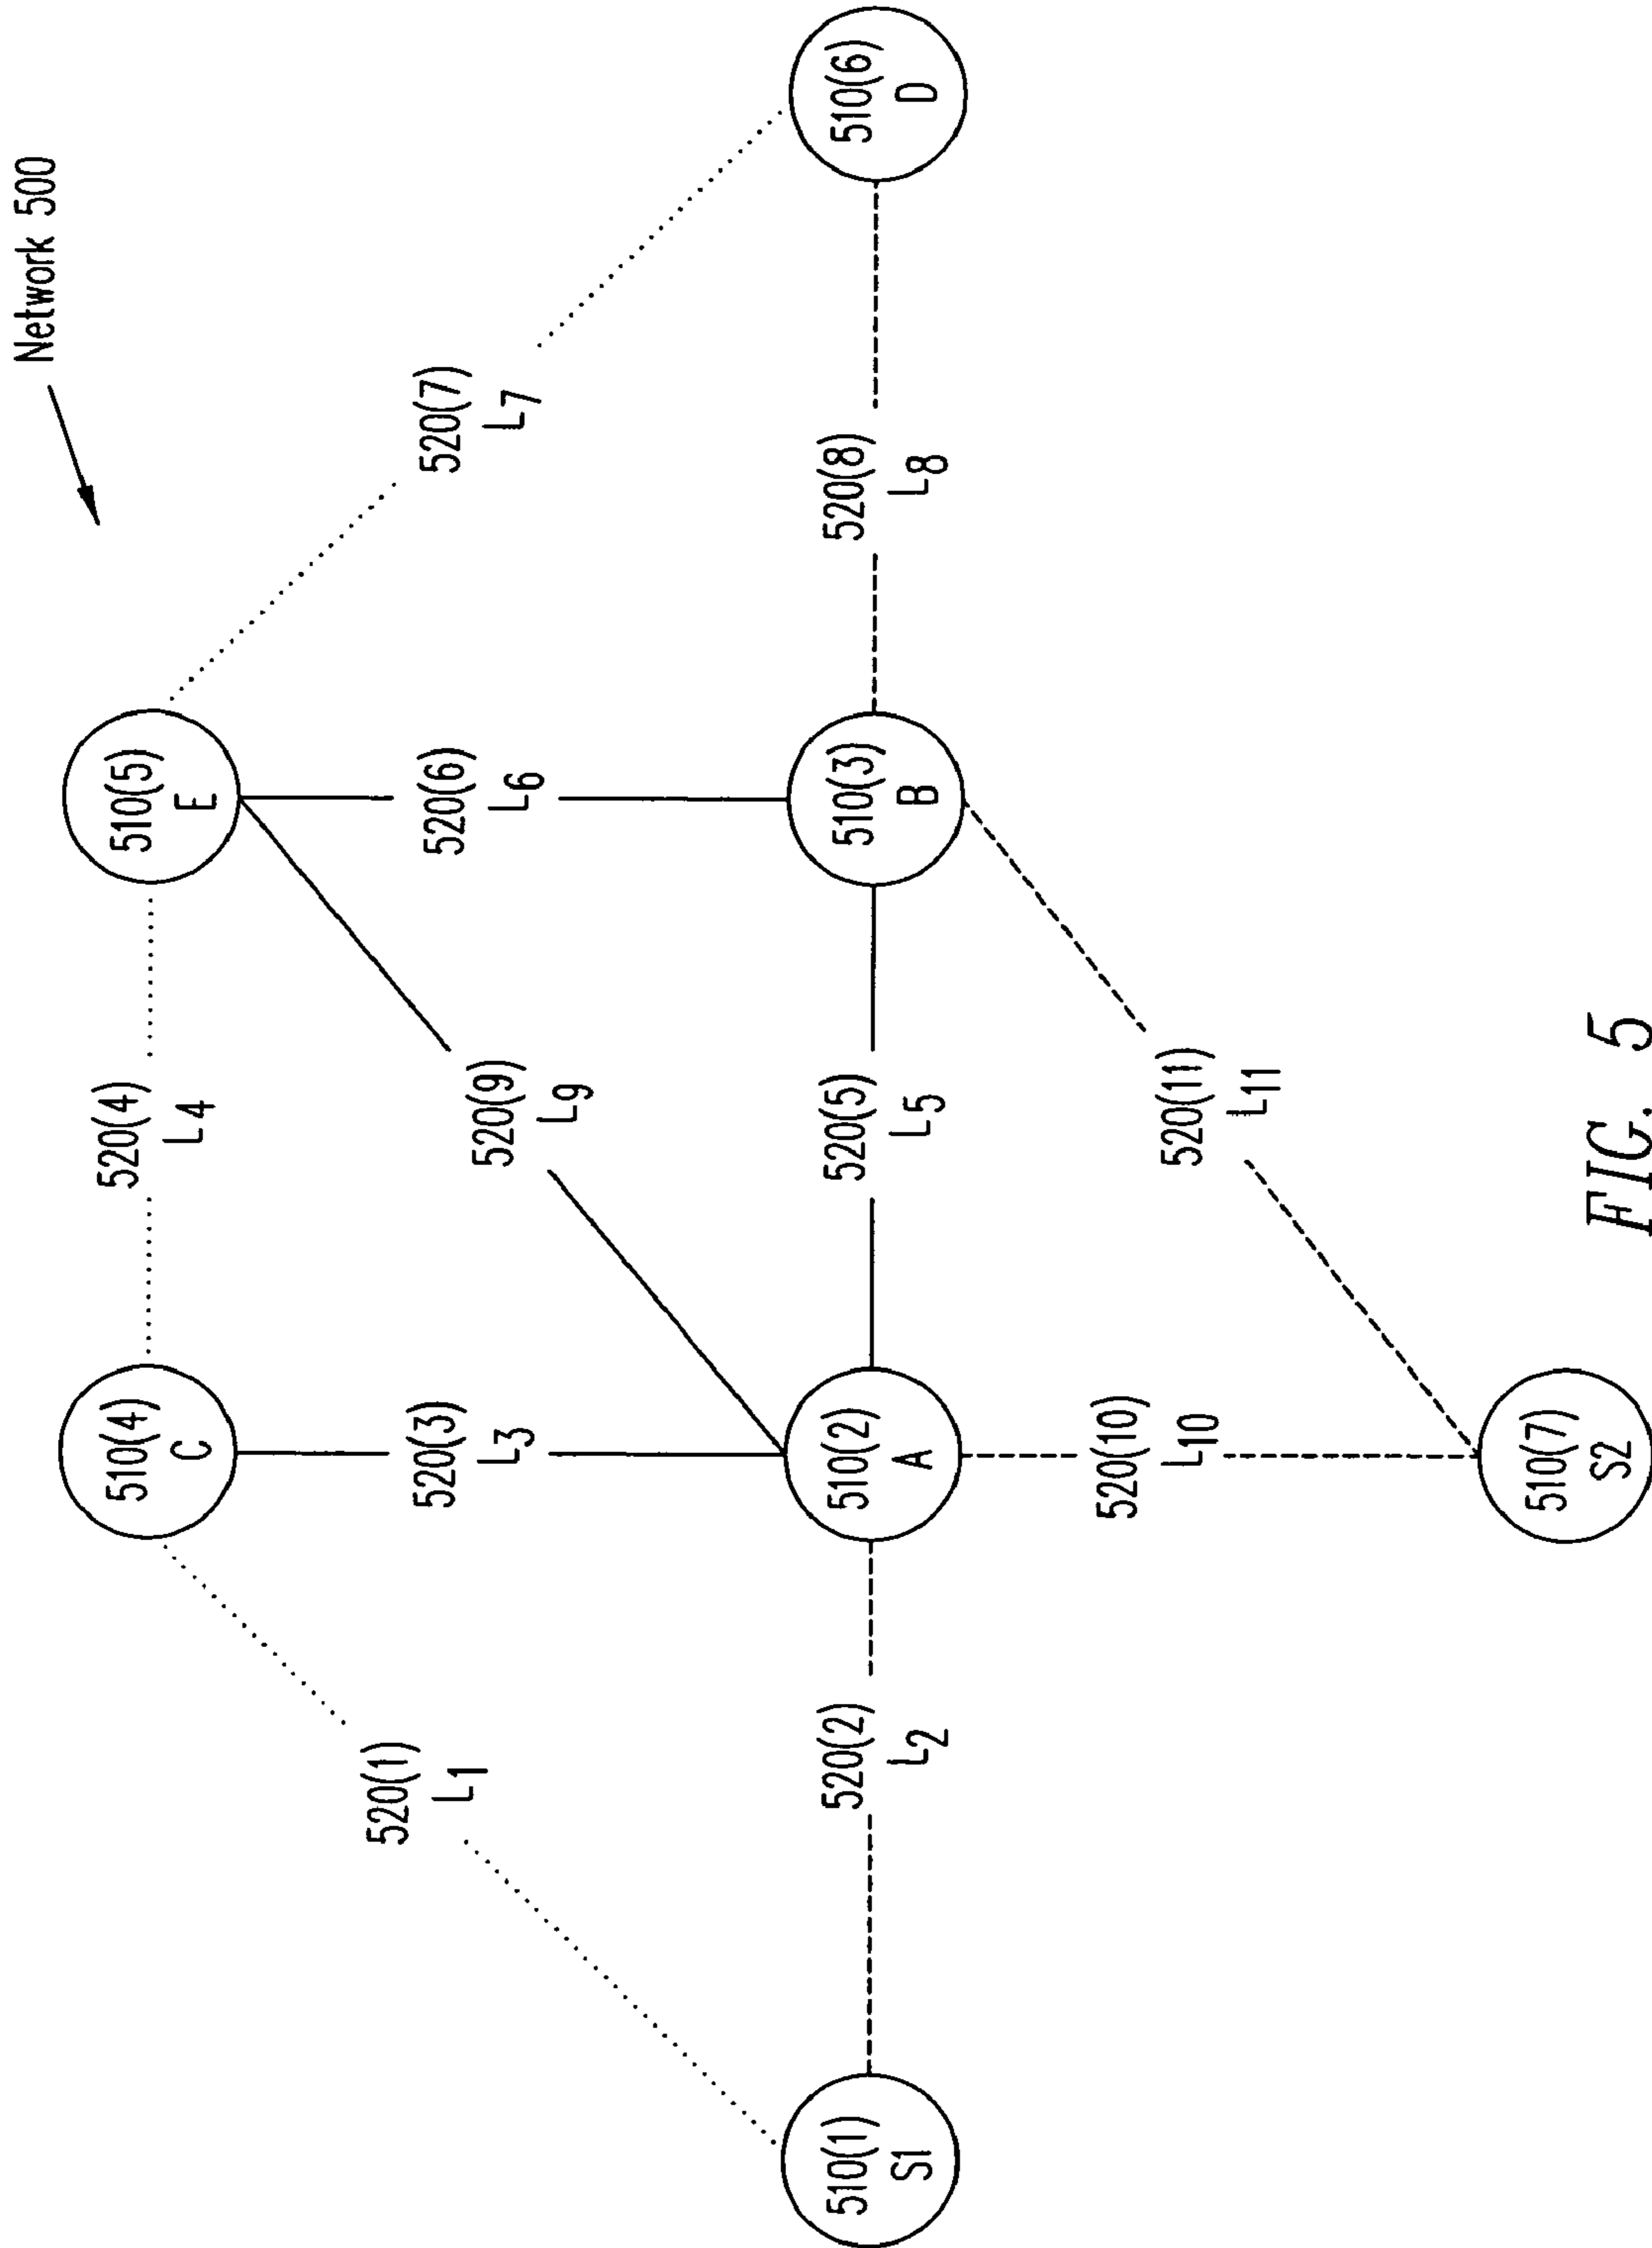 Network 500
510(4)
C
520(4)
L4
510(5)
E
520(1)
L1
520(3)
L3
520(9)
L9
520(6)
L6
520(7)
L7
510(1)
S1
520(2)
L2
510(2)
A
520(5)
L5
510(3)
B
520(8)
L8
510(6)
D
520(10)
L10
520(11)
L11
510(7)
S2
FIG. 5